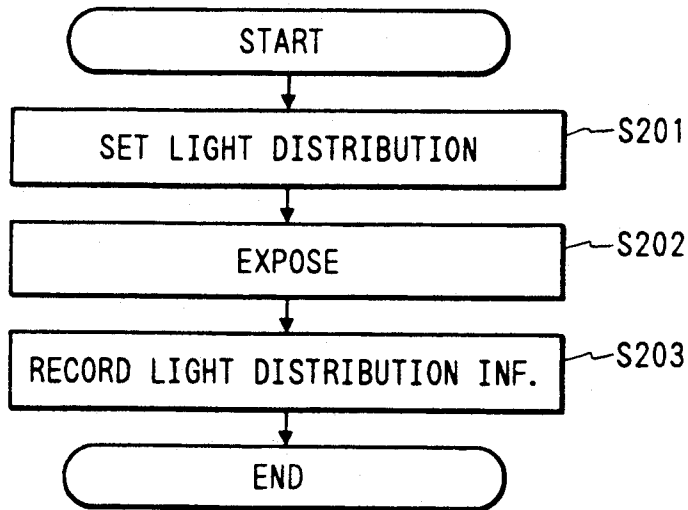 START
SET LIGHT DISTRIBUTION
S201
EXPOSE
S202
RECORD LIGHT DISTRIBUTION INF.
S203
END